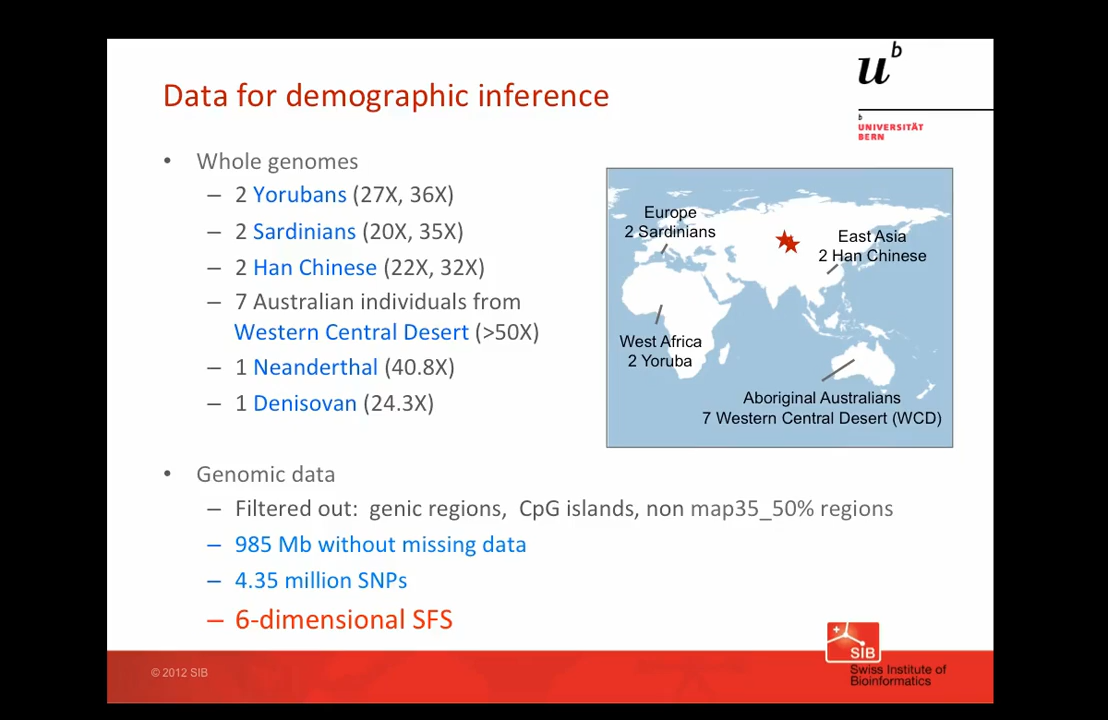 Data for demographic inference
u^b
b
UNIVERSITÄT
BERN
• Whole genomes
– 2 Yorubans (27X, 36X)
– 2 Sardinians (20X, 35X)
– 2 Han Chinese (22X, 32X)
– 7 Australian individuals from
Western Central Desert (>50X)
– 1 Neanderthal (40.8X)
– 1 Denisovan (24.3X)
Europe
2 Sardinians
East Asia
2 Han Chinese
West Africa
2 Yoruba
Aboriginal Australians
7 Western Central Desert (WCD)
• Genomic data
– Filtered out: genic regions, CpG islands, non map35_50% regions
– 985 Mb without missing data
– 4.35 million SNPs
– 6-dimensional SFS
© 2012 SIB
SIB
Swiss Institute of
Bioinformatics